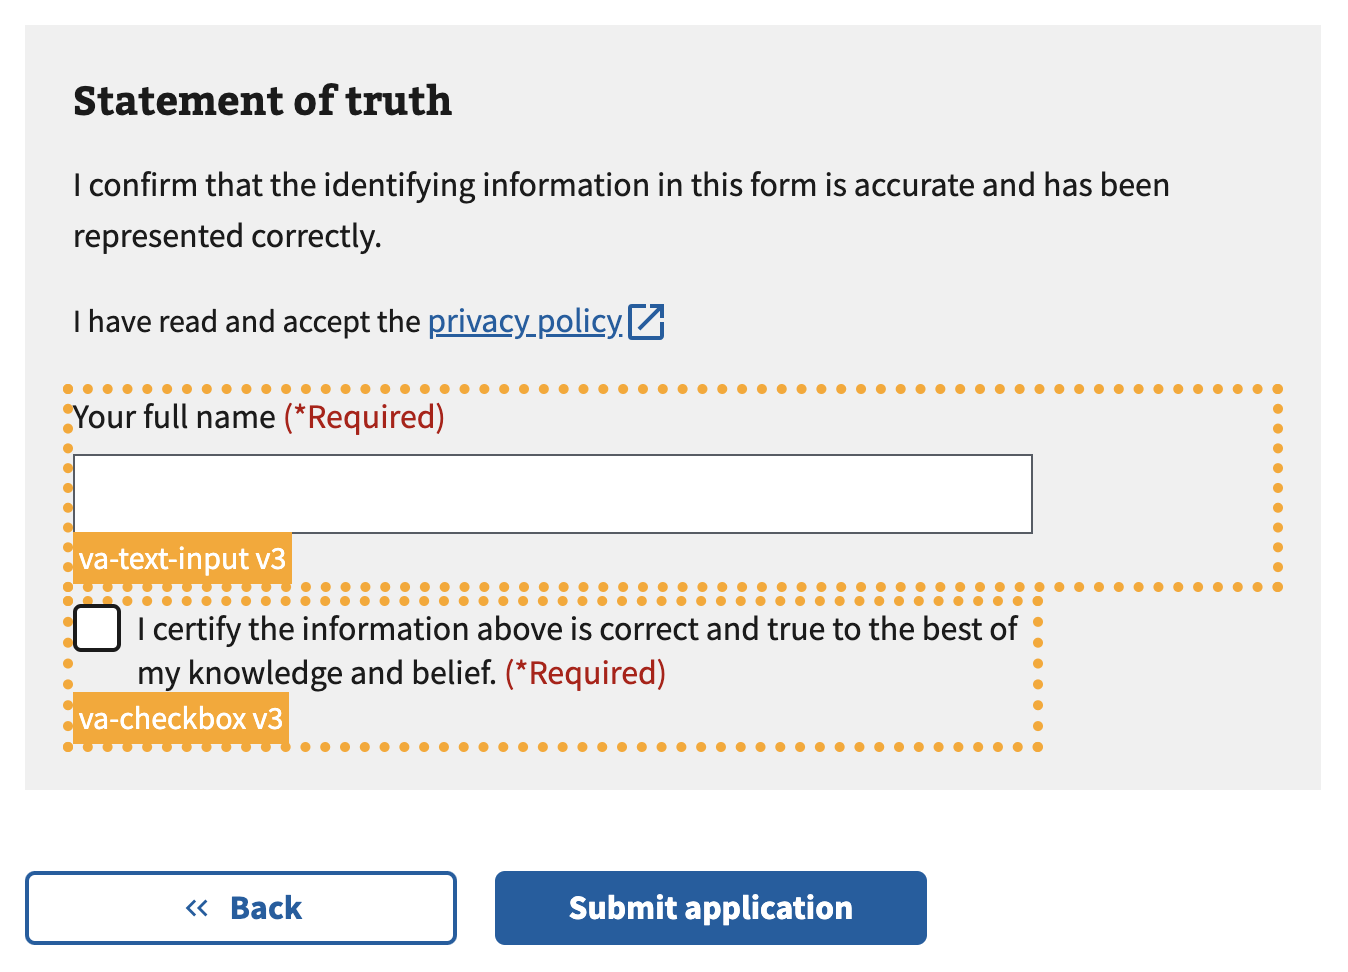 Statement of truth
I confirm that the identifying information in this form is accurate and has been
represented correctly.
I have read and accept the privacy policy
Your full name (*Required)
va-text-input v3
I certify the information above is correct and true to the best of
my knowledge and belief. (*Required)
va-checkbox v3
Back
Submit application